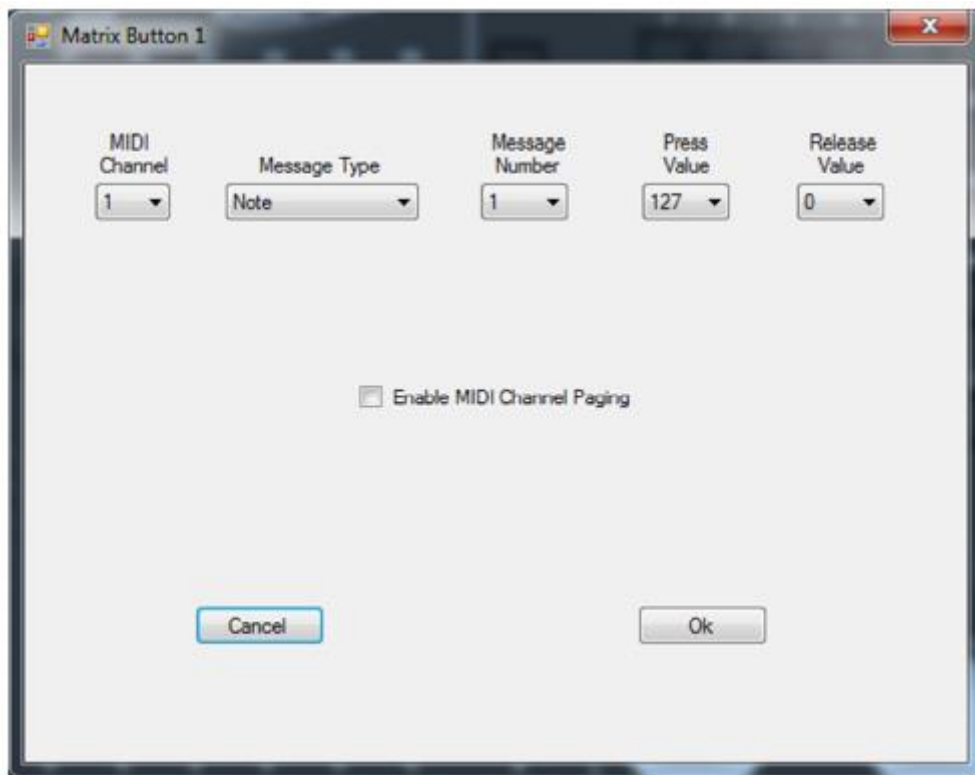 Matrix Button 1
MIDI
Channel
Message Type
Message
Number
Press
Value
Release
Value
1
Note
1
127
0
Enable MIDI Channel Paging
Cancel
Ok